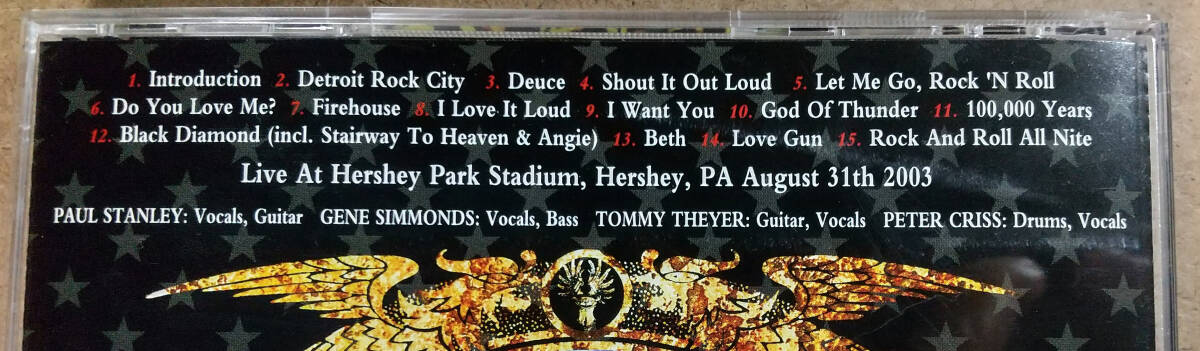 1. Introduction 2. Detroit Rock City 3. Deuce 4. Shout It Out Loud 5. Let Me Go, Rock 'N Roll
6. Do You Love Me? 7. Firehouse 8. I Love It Loud 9. I Want You 10. God Of Thunder 11. 100,000 Years
12. Black Diamond (incl. Stairway To Heaven & Angie) 13. Beth 14. Love Gun 15. Rock And Roll All Nite
Live At Hershey Park Stadium, Hershey, PA August 31th 2003
PAUL STANLEY: Vocals, Guitar GENE SIMMONDS: Vocals, Bass TOMMY THEYER: Guitar, Vocals PETER CRISS: Drums, Vocals